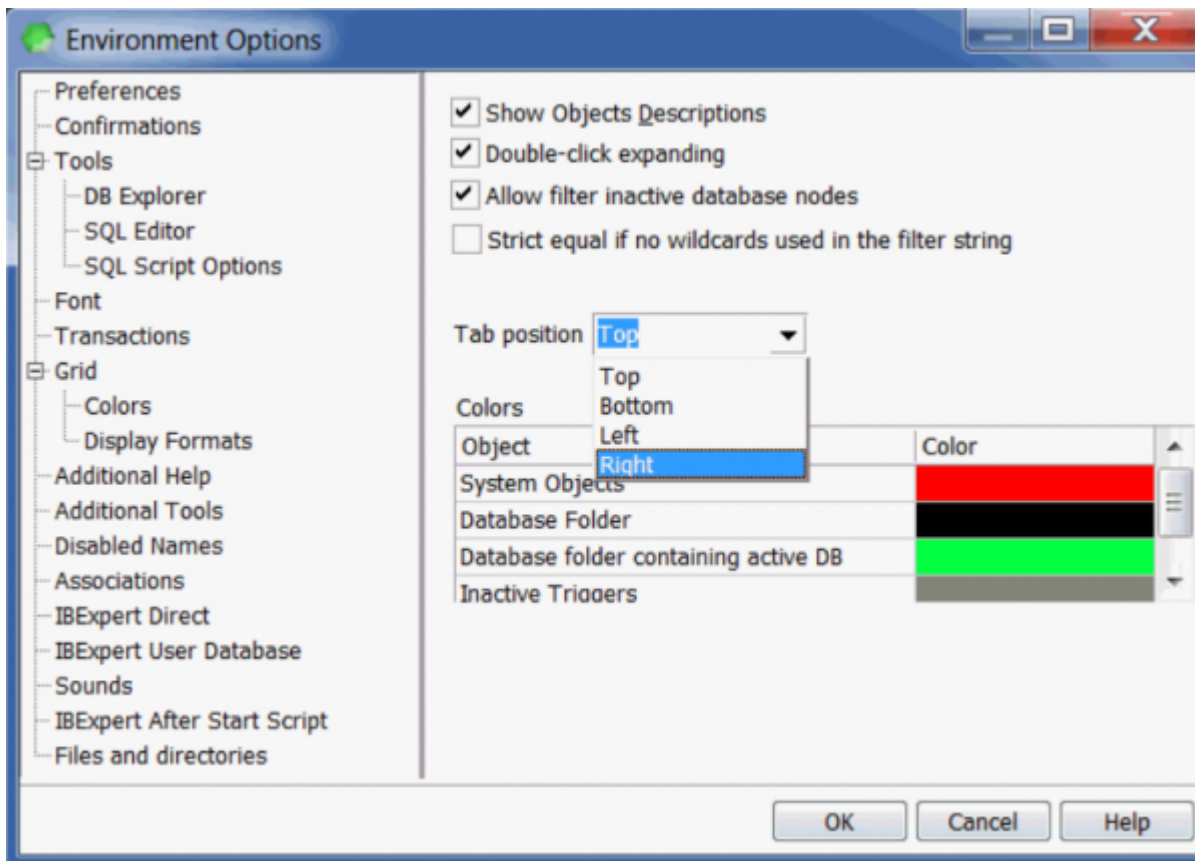 Environment Options
Preferences
Confirmations
Tools
DB Explorer
SQL Editor
SQL Script Options
Font
Transactions
Grid
Colors
Display Formats
Additional Help
Additional Tools
Disabled Names
Associations
IBExpert Direct
IBExpert User Database
Sounds
IBExpert After Start Script
Files and directories
Show Objects Descriptions
Double-click expanding
Allow filter inactive database nodes
Strict equal if no wildcards used in the filter string
Tab position Top
Top
Bottom
Left
Right
Colors
Object Color
System Objects
Database Folder
Database folder containing active DB
Inactive Triggers
OK Cancel Help